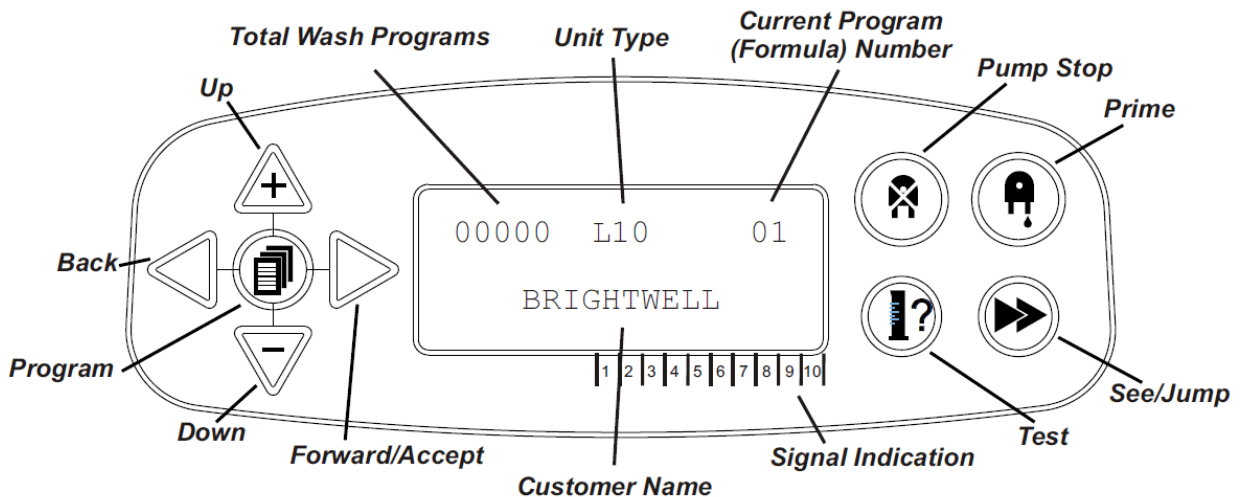 Total Wash Programs
Unit Type
Current Program
(Formula) Number
Pump Stop
Prime
Up
+
00000 L10 01
Back
BRIGHTWELL
?
Program
-
1 2 3 4 5 6 7 8 9 10
See/Jump
Down
Forward/Accept
Customer Name
Signal Indication
Test